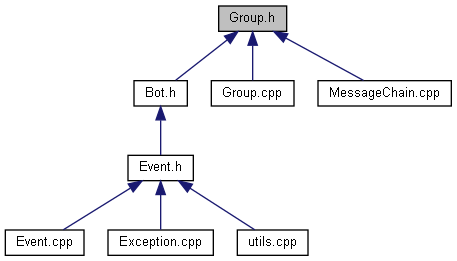 Group.h
Bot.h
Group.cpp
MessageChain.cpp
Event.h
Event.cpp
Exception.cpp
utils.cpp